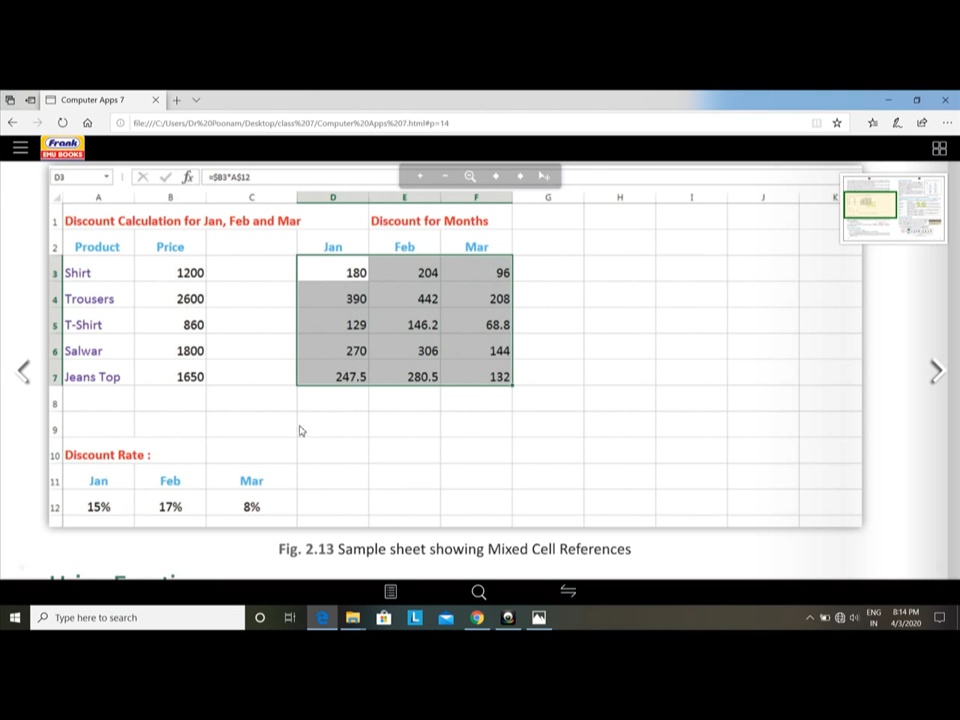 Computer Apps 7
file:///C:/Users/Dr%20Poonam/Desktop/class%207/Computer%20Apps%207.html#p=14
Frank
EMU BOOKS
D3 fx =$B3*A$12
A B C D E F G H I J K
1 Discount Calculation for Jan, Feb and Mar Discount for Months
2 Product Price Jan Feb Mar
3 Shirt 1200 180 204 96
4 Trousers 2600 390 442 208
5 T-Shirt 860 129 146.2 68.8
6 Salwar 1800 270 306 144
7 Jeans Top 1650 247.5 280.5 132
8
9
10 Discount Rate :
11 Jan Feb Mar
12 15% 17% 8%
Fig. 2.13 Sample sheet showing Mixed Cell References
Type here to search
ENG 8:14 PM
IN 4/3/2020